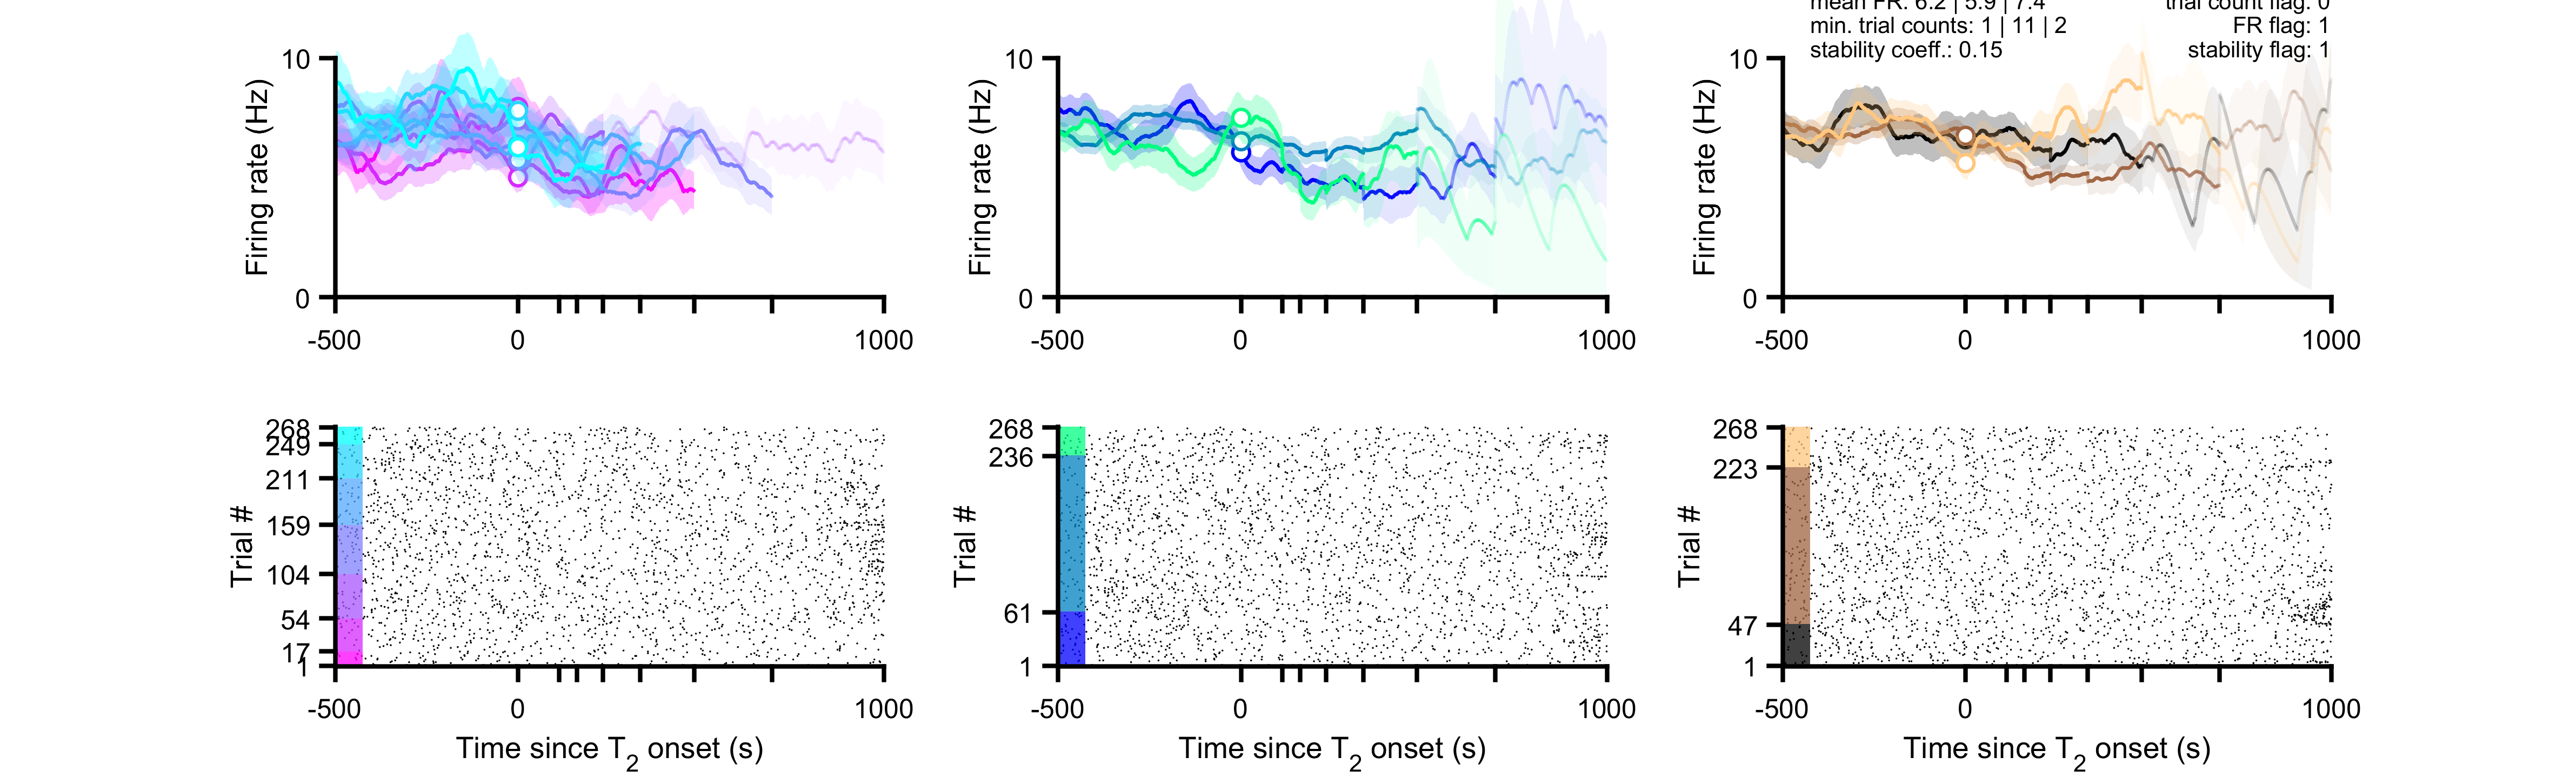 mean FR: 6.2 | 5.9 | 7.4 trial count flag: 0
min. trial counts: 1 | 11 | 2 FR flag: 1
stability coeff.: 0.15 stability flag: 1
10 10 10
Firing rate (Hz) Firing rate (Hz) Firing rate (Hz)
0 0 0
-500 0 1000 -500 0 1000 -500 0 1000
268 268 268
249 236 223
211
159
Trial # Trial # Trial #
104
54 61 47
17
1 1 1
-500 0 1000 -500 0 1000 -500 0 1000
Time since T2 onset (s) Time since T2 onset (s) Time since T2 onset (s)